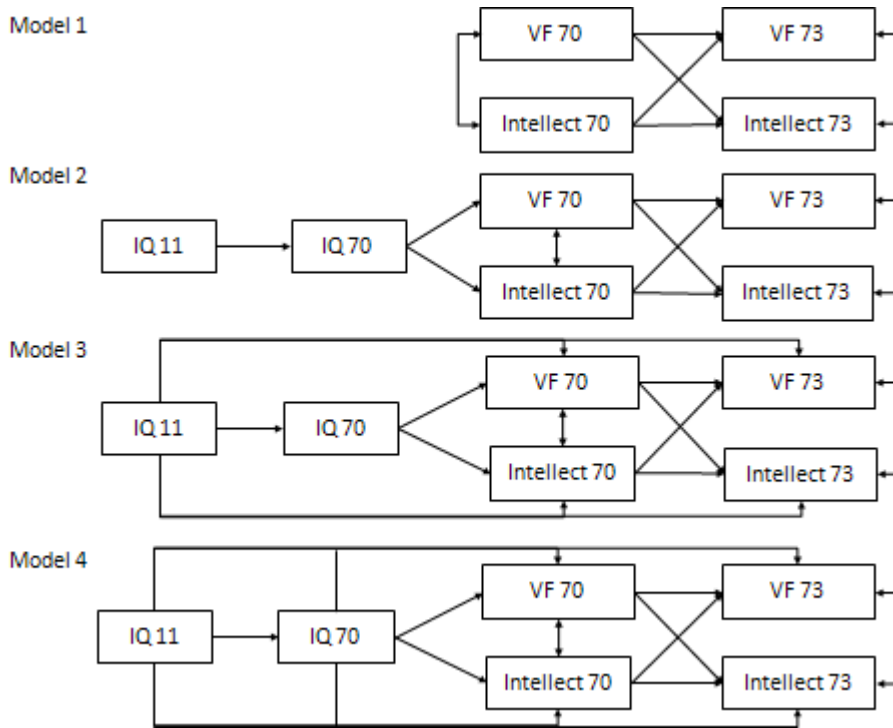 Model 1
VF 70
VF 73
Intellect 70
Intellect 73
Model 2
VF 70
VF 73
IQ 11
IQ 70
Intellect 70
Intellect 73
Model 3
VF 70
VF 73
IQ 11
IQ 70
Intellect 70
Intellect 73
Model 4
VF 70
VF 73
IQ 11
IQ 70
Intellect 70
Intellect 73